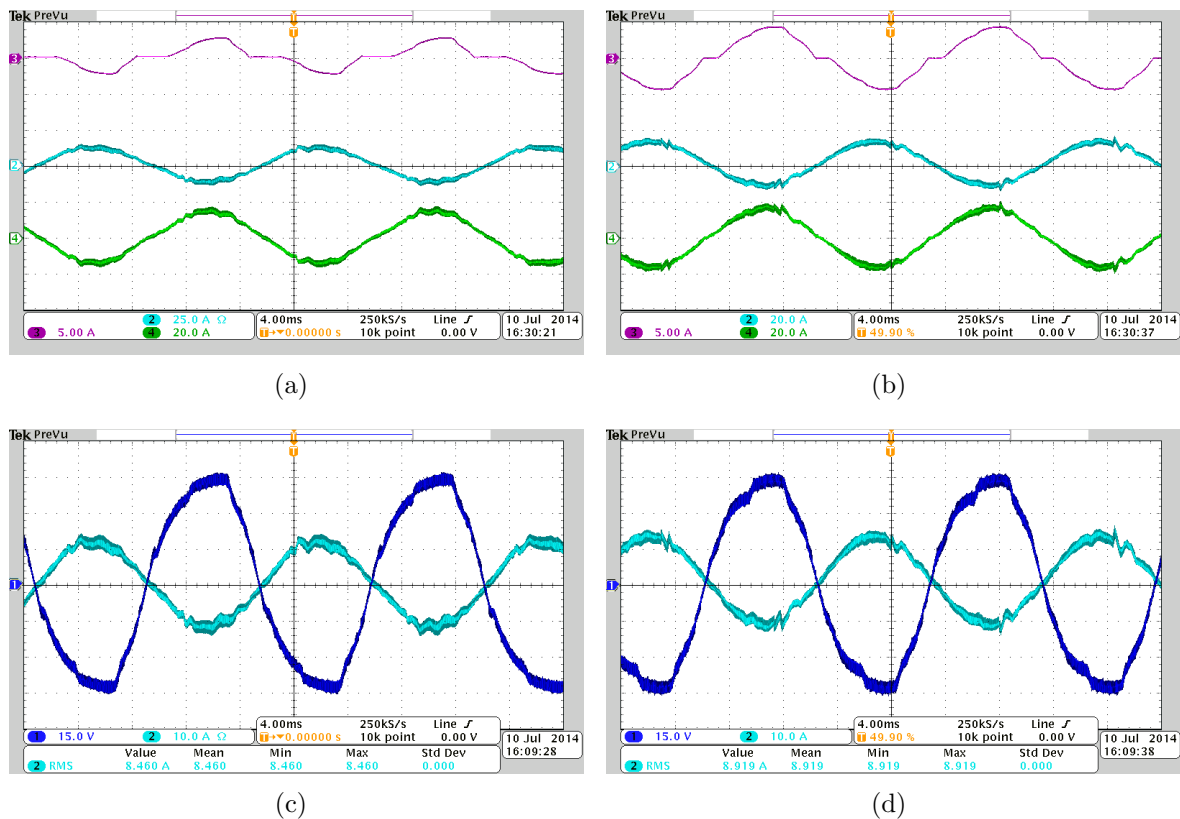 Tek PreVu
T
T
3
2
4
2 25.0 A Ω
3 5.00 A 4 20.0 A
4.00ms 250kS/s Line
T→▼0.00000 s 10k point 0.00 V
10 Jul 2014
16:30:21
(a)
Tek PreVu
T
T
3
2
4
2 20.0 A
3 5.00 A 4 20.0 A
4.00ms 250kS/s Line
T 49.90 % 10k point 0.00 V
10 Jul 2014
16:30:37
(b)
Tek PreVu
T
T
1
1 15.0 V 2 10.0 A Ω
4.00ms 250kS/s Line
T→▼0.00000 s 10k point 0.00 V
Value Mean Min Max Std Dev
2 RMS 8.460 A 8.460 8.460 8.460 0.000
10 Jul 2014
16:09:28
(c)
Tek PreVu
T
T
1
1 15.0 V 2 10.0 A
4.00ms 250kS/s Line
T 49.90 % 10k point 0.00 V
Value Mean Min Max Std Dev
2 RMS 8.919 A 8.919 8.919 8.919 0.000
10 Jul 2014
16:09:38
(d)